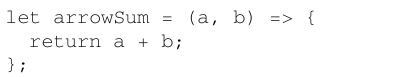 let arrowSum = (a, b) => {
  return a + b;
};